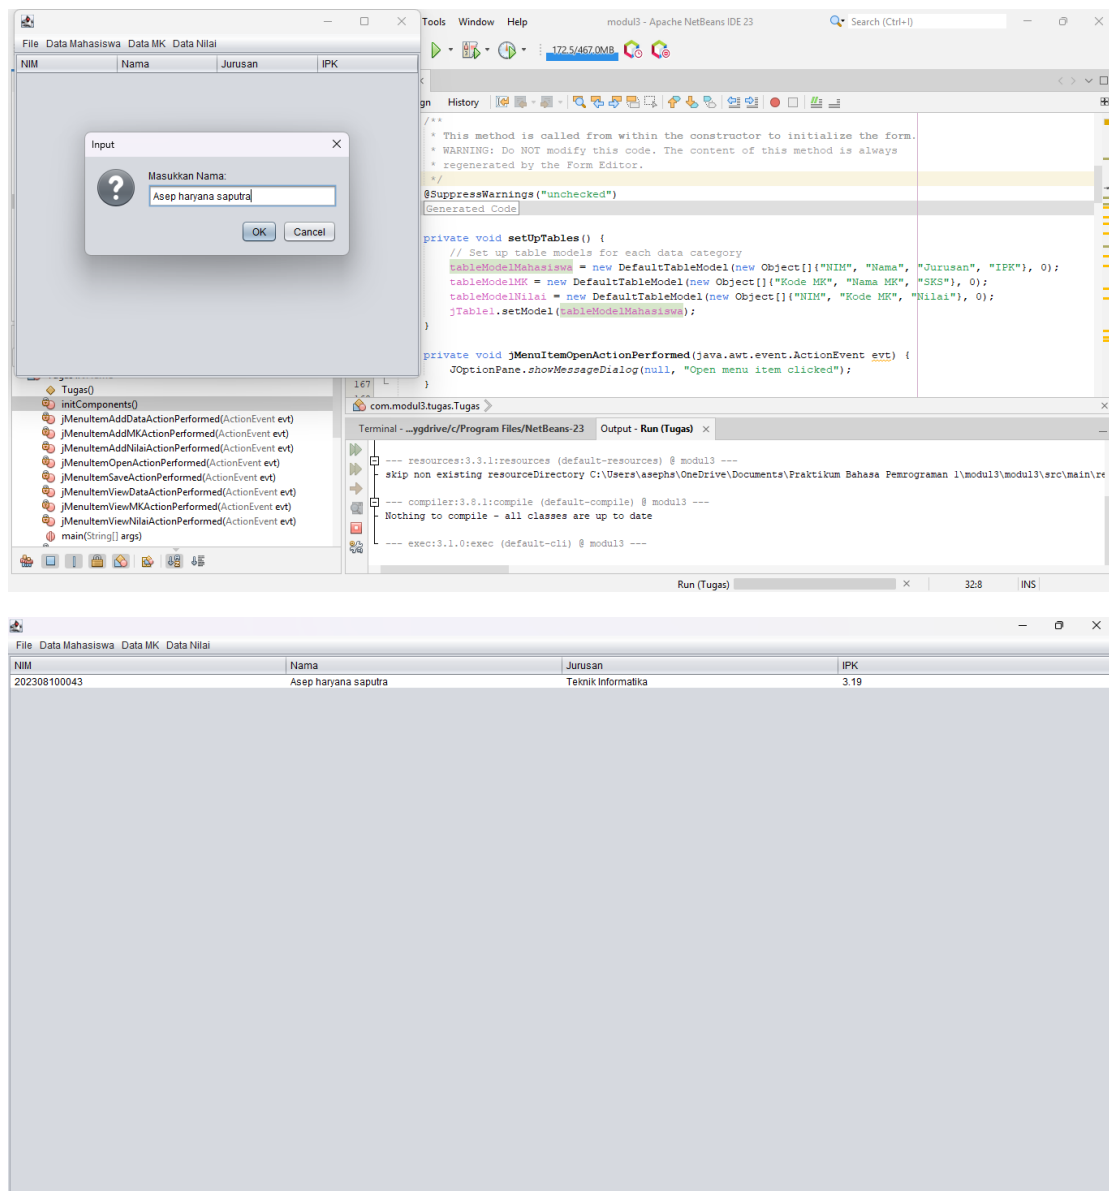 Tools Window Help modul3 - Apache NetBeans IDE 23 Search (Ctrl+I)
File Data Mahasiswa Data MK Data Nilai
172.5/467.0MB
NIM Nama Jurusan IPK
Input
Masukkan Nama:
Asep haryana saputra
OK Cancel
gn History
/**
* This method is called from within the constructor to initialize the form.
* WARNING: Do NOT modify this code. The content of this method is always
* regenerated by the Form Editor.
*/
@SuppressWarnings("unchecked")
Generated Code
private void setUpTables() {
// Set up table models for each data category
tableModelMahasiswa = new DefaultTableModel(new Object[]{"NIM", "Nama", "Jurusan", "IPK"}, 0);
tableModelMK = new DefaultTableModel(new Object[]{"Kode MK", "Nama MK", "SKS"}, 0);
tableModelNilai = new DefaultTableModel(new Object[]{"NIM", "Kode MK", "Nilai"}, 0);
jTable1.setModel(tableModelMahasiswa);
}
private void jMenuItemOpenActionPerformed(java.awt.event.ActionEvent evt) {
JOptionPane.showMessageDialog(null, "Open menu item clicked");
167 }
com.modul3.tugas.Tugas
Tugas()
initComponents()
jMenuItemAddDataActionPerformed(ActionEvent evt)
jMenuItemAddMKActionPerformed(ActionEvent evt)
jMenuItemAddNilaiActionPerformed(ActionEvent evt)
jMenuItemOpenActionPerformed(ActionEvent evt)
jMenuItemSaveActionPerformed(ActionEvent evt)
jMenuItemViewDataActionPerformed(ActionEvent evt)
jMenuItemViewMKActionPerformed(ActionEvent evt)
jMenuItemViewNilaiActionPerformed(ActionEvent evt)
main(String[] args)
Terminal - ...ygdrive/c/Program Files/NetBeans-23 Output - Run (Tugas)
--- resources:3.3.1:resources (default-resources) @ modul3 ---
skip non existing resourceDirectory C:\Users\asephs\OneDrive\Documents\Praktikum Bahasa Pemrograman 1\modul3\modul3\src\main\re
--- compiler:3.8.1:compile (default-compile) @ modul3 ---
Nothing to compile - all classes are up to date
--- exec:3.1.0:exec (default-cli) @ modul3 ---
Run (Tugas) 32:8 INS
File Data Mahasiswa Data MK Data Nilai
NIM Nama Jurusan IPK
202308100043 Asep haryana saputra Teknik Informatika 3.19